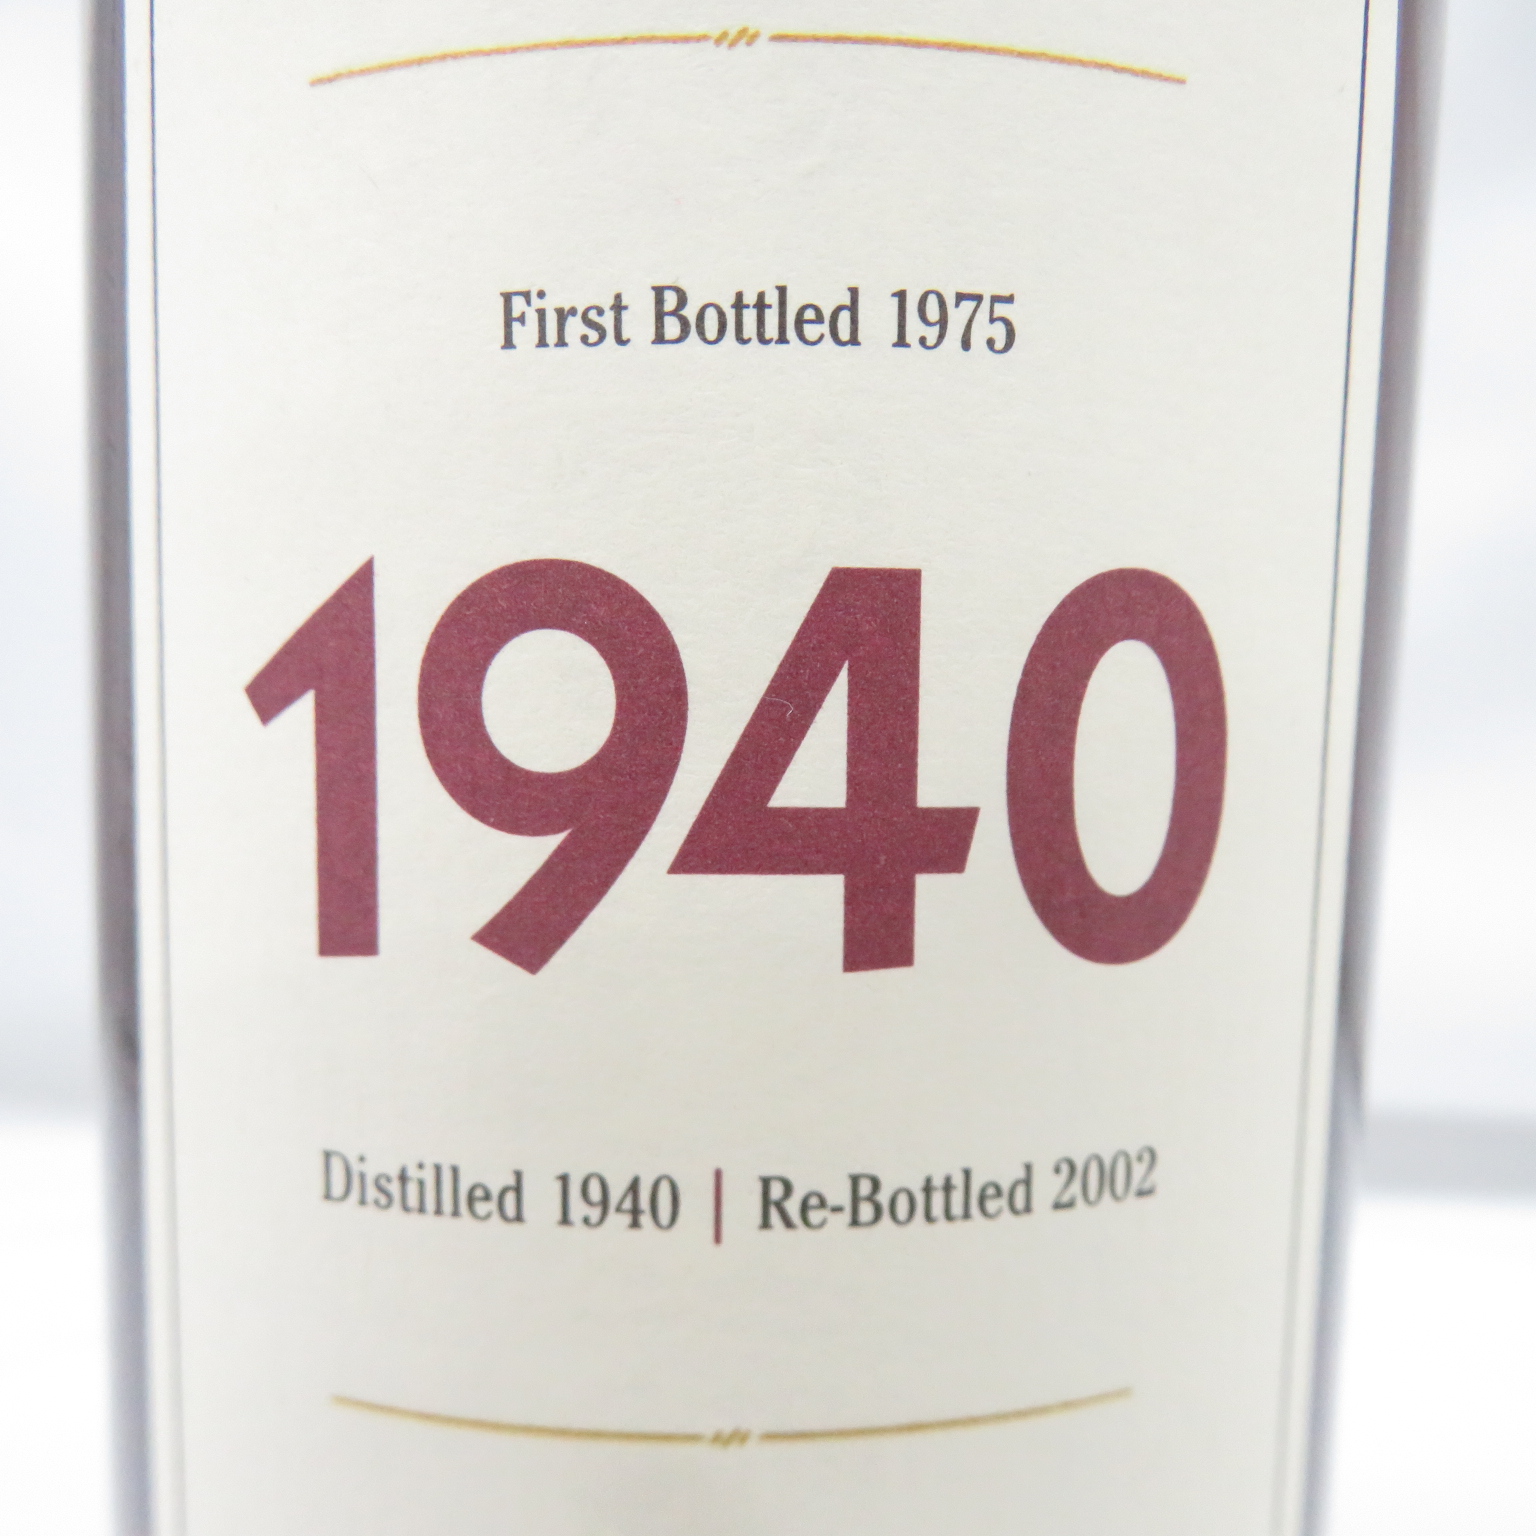 First Bottled 1975
1940
Distilled 1940 | Re-Bottled 2002